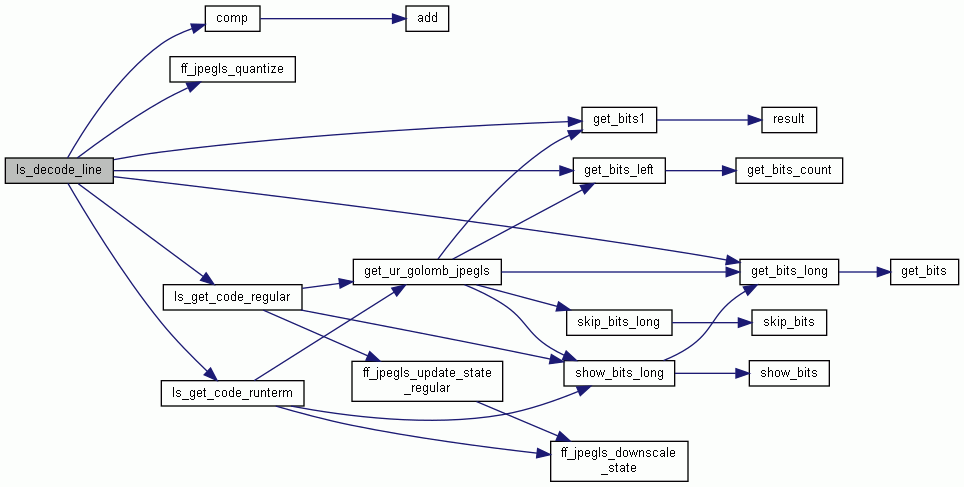 comp
add
ff_jpegls_quantize
get_bits1
result
ls_decode_line
get_bits_left
get_bits_count
get_ur_golomb_jpegls
get_bits_long
get_bits
ls_get_code_regular
skip_bits_long
skip_bits
ff_jpegls_update_state
_regular
show_bits_long
show_bits
ls_get_code_runterm
ff_jpegls_downscale
_state